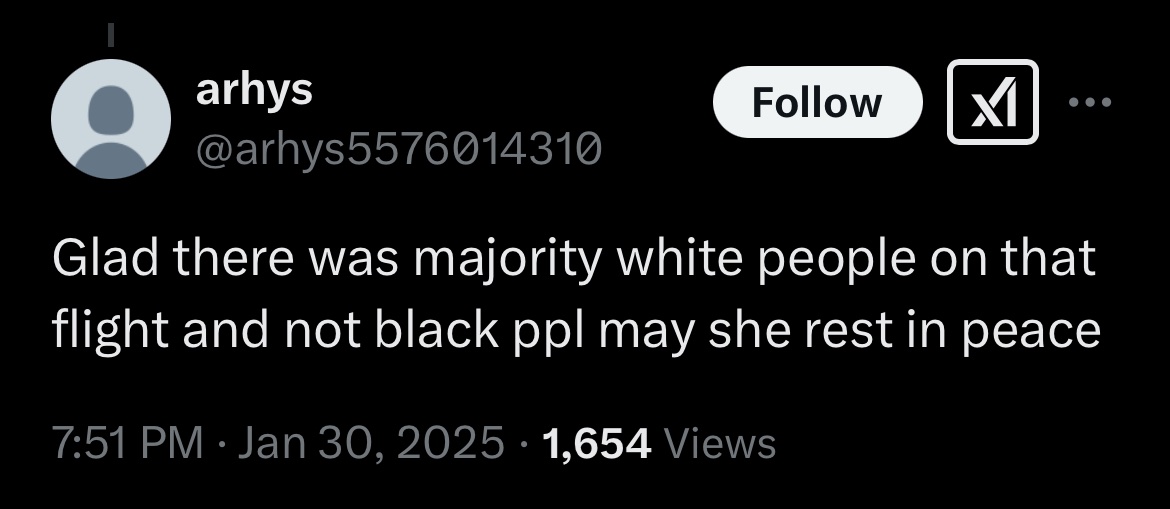 arhys
Follow
@arhys5576014310
Glad there was majority white people on that
flight and not black ppl may she rest in peace
7:51 PM · Jan 30, 2025 · 1,654 Views